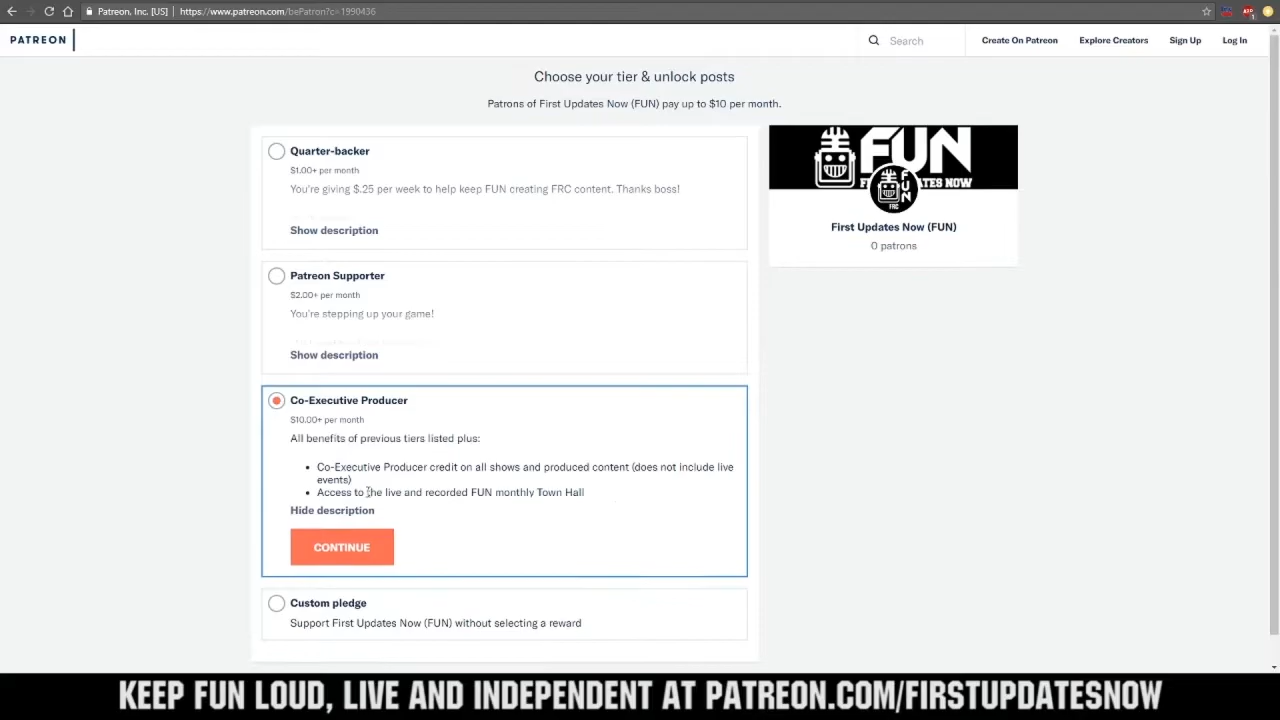 Patreon, Inc. [US] | https://www.patreon.com/bePatron?c=1990436
PATREON
Search
Create On Patreon
Explore Creators
Sign Up
Log In
Choose your tier & unlock posts
Patrons of First Updates Now (FUN) pay up to $10 per month.
Quarter-backer
$1.00+ per month
You're giving $.25 per week to help keep FUN creating FRC content. Thanks boss!
Show description
Patreon Supporter
$2.00+ per month
You're stepping up your game!
Show description
Co-Executive Producer
$10.00+ per month
All benefits of previous tiers listed plus:
• Co-Executive Producer credit on all shows and produced content (does not include live
events)
• Access to the live and recorded FUN monthly Town Hall
Hide description
CONTINUE
Custom pledge
Support First Updates Now (FUN) without selecting a reward
FUN
FUN
FRC
First Updates Now (FUN)
0 patrons
KEEP FUN LOUD, LIVE AND INDEPENDENT AT PATREON.COM/FIRSTUPDATESNOW